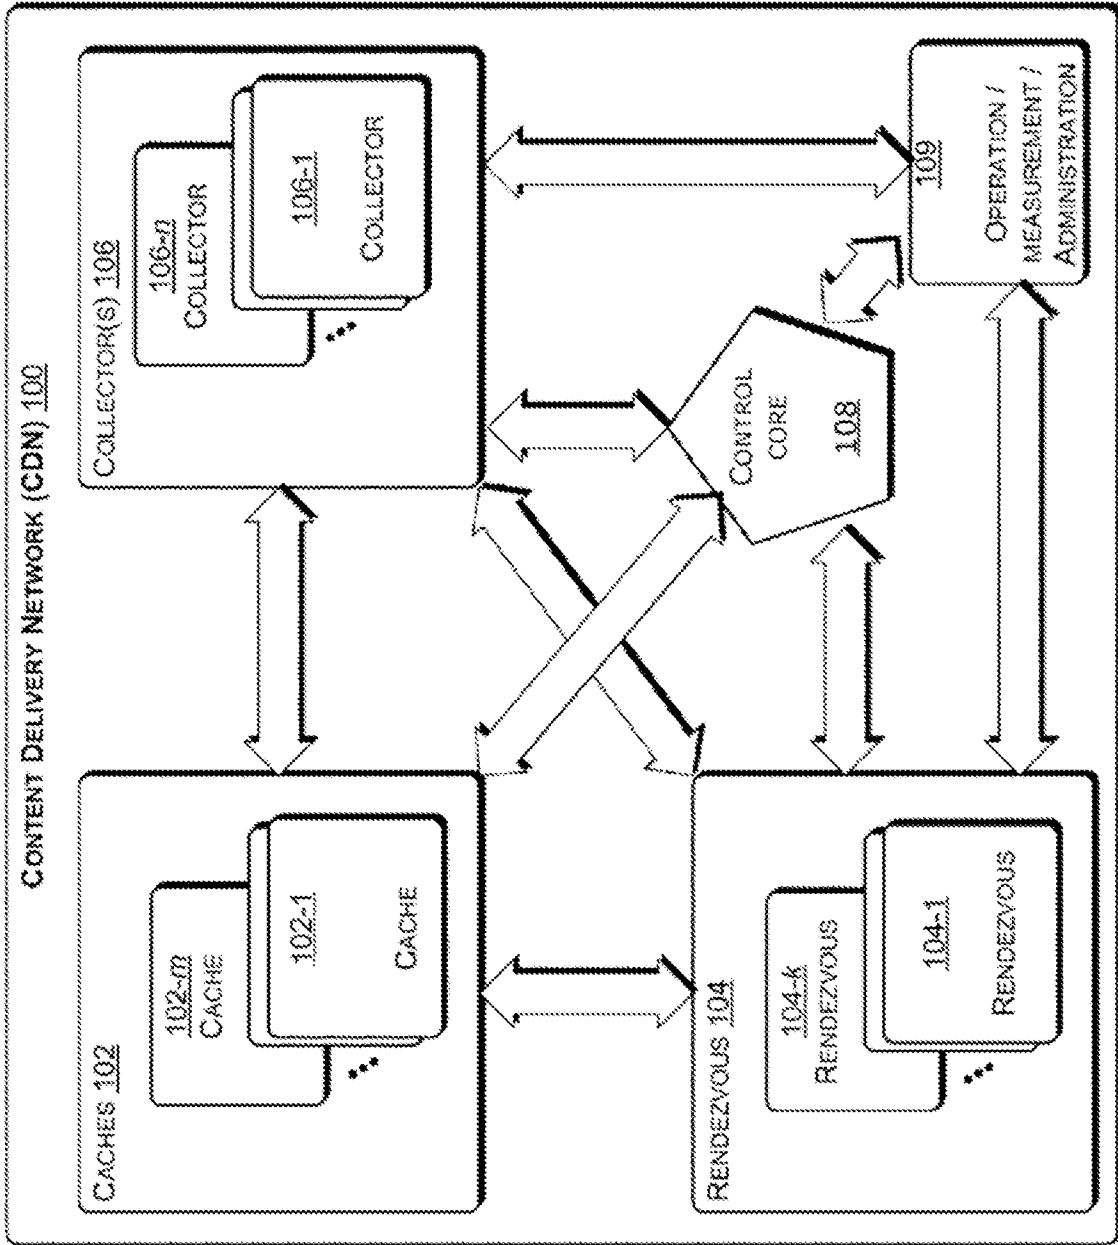 CONTENT DELIVERY NETWORK (CDN) 100
CACHES 102
102-m
CACHE
102-1
CACHE
...
COLLECTOR(S) 106
106-n
COLLECTOR
106-1
COLLECTOR
...
RENDEZVOUS 104
104-k
RENDEZVOUS
104-1
RENDEZVOUS
...
CONTROL
CORE
108
109
OPERATION /
MEASUREMENT /
ADMINISTRATION